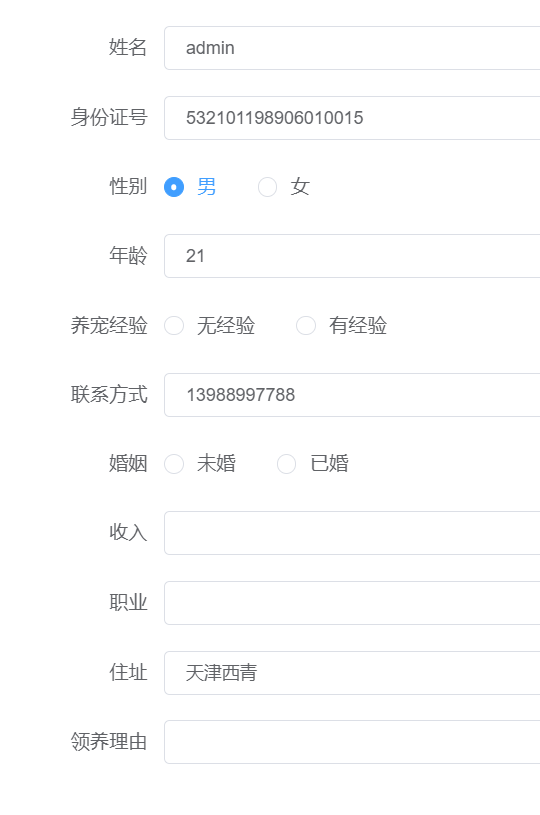 姓名 admin
身份证号 532101198906010015
性别 男 女
年龄 21
养宠经验 无经验 有经验
联系方式 13988997788
婚姻 未婚 已婚
收入
职业
住址 天津西青
领养理由